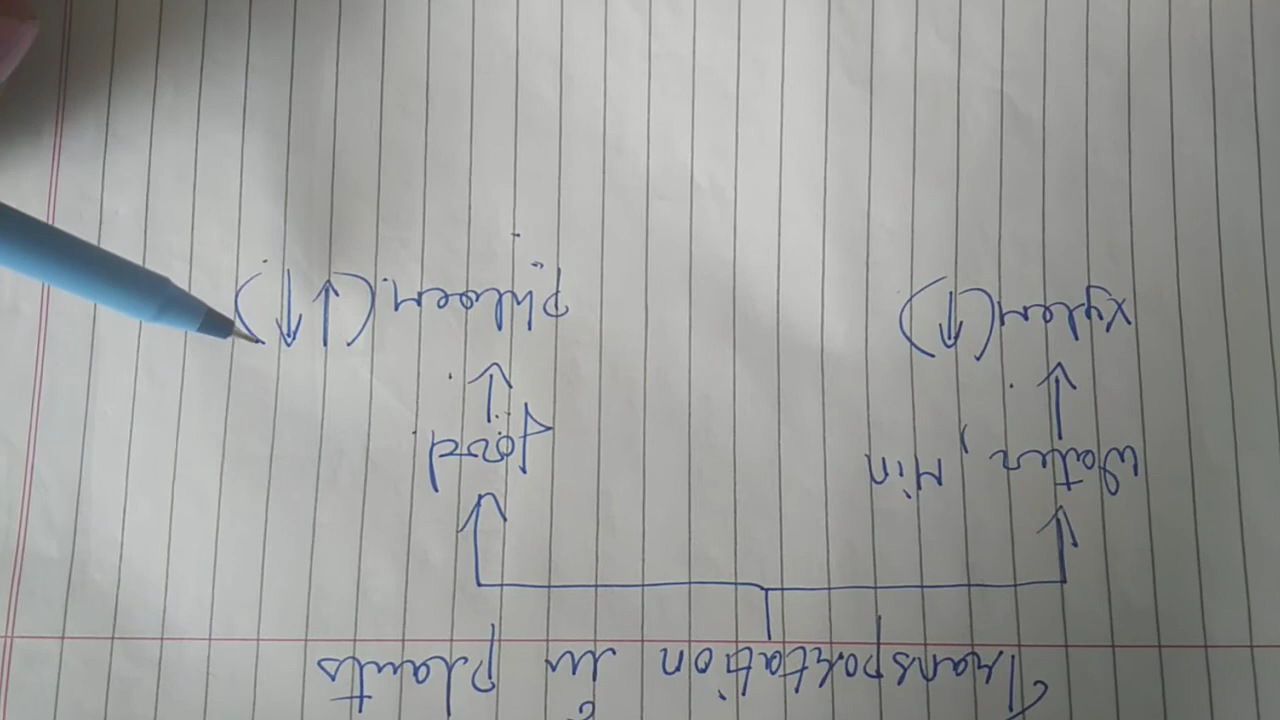 Transportation in plants
Water, Min food
Xylem(↑) Phloem(↓↑)